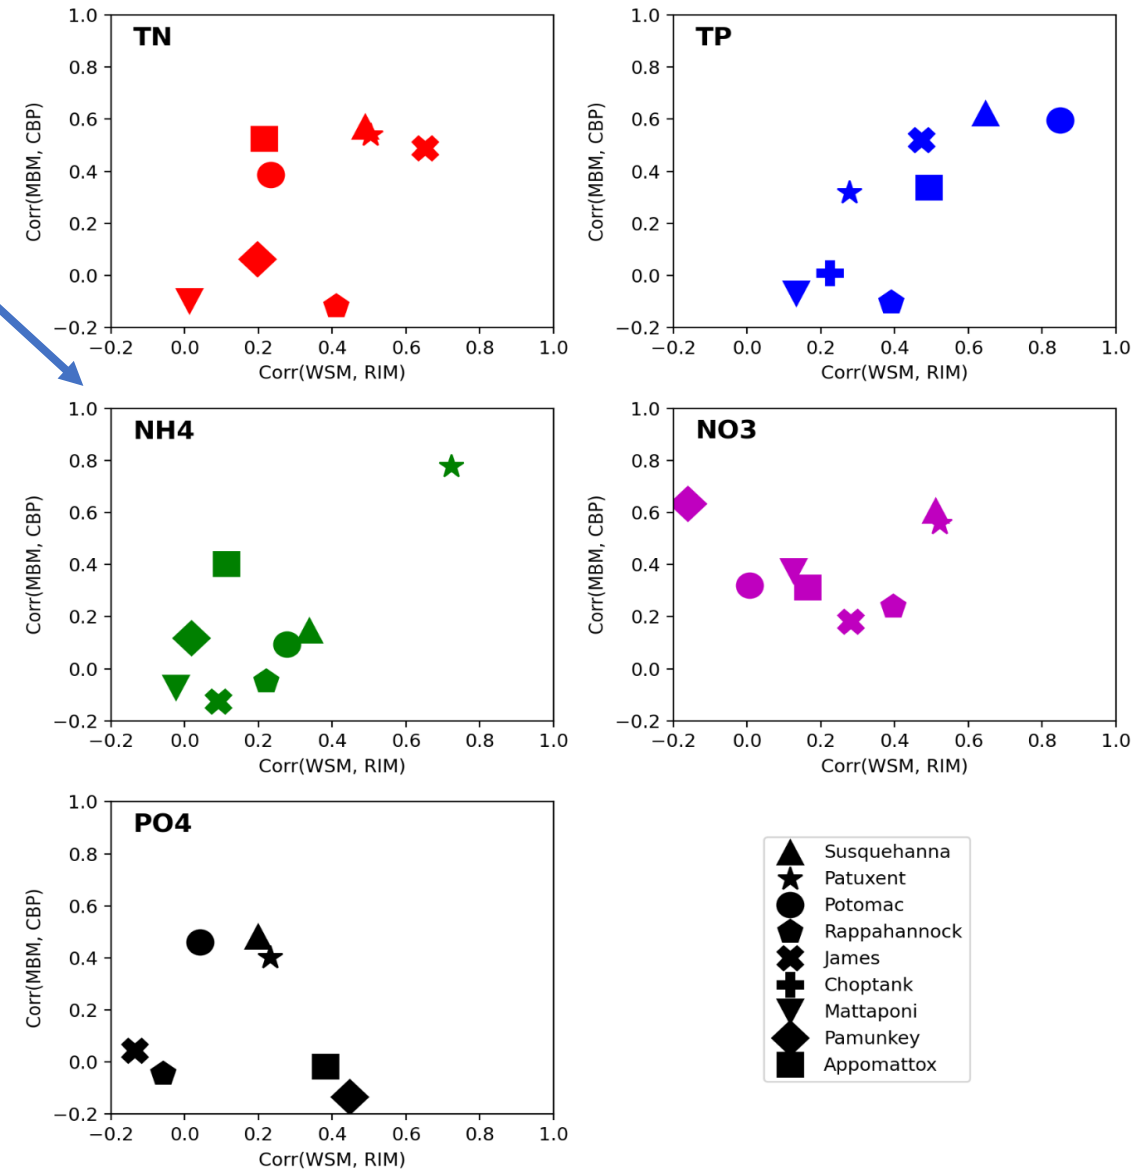 TN
1.0
0.8
0.6
0.4
0.2
0.0
−0.2
Corr(MBM, CBP)
−0.2 0.0 0.2 0.4 0.6 0.8 1.0
Corr(WSM, RIM)
TP
1.0
0.8
0.6
0.4
0.2
0.0
−0.2
Corr(MBM, CBP)
−0.2 0.0 0.2 0.4 0.6 0.8 1.0
Corr(WSM, RIM)
NH4
1.0
0.8
0.6
0.4
0.2
0.0
−0.2
Corr(MBM, CBP)
−0.2 0.0 0.2 0.4 0.6 0.8 1.0
Corr(WSM, RIM)
NO3
1.0
0.8
0.6
0.4
0.2
0.0
−0.2
Corr(MBM, CBP)
−0.2 0.0 0.2 0.4 0.6 0.8 1.0
Corr(WSM, RIM)
PO4
1.0
0.8
0.6
0.4
0.2
0.0
−0.2
Corr(MBM, CBP)
−0.2 0.0 0.2 0.4 0.6 0.8 1.0
Corr(WSM, RIM)
Susquehanna
Patuxent
Potomac
Rappahannock
James
Choptank
Mattaponi
Pamunkey
Appomattox